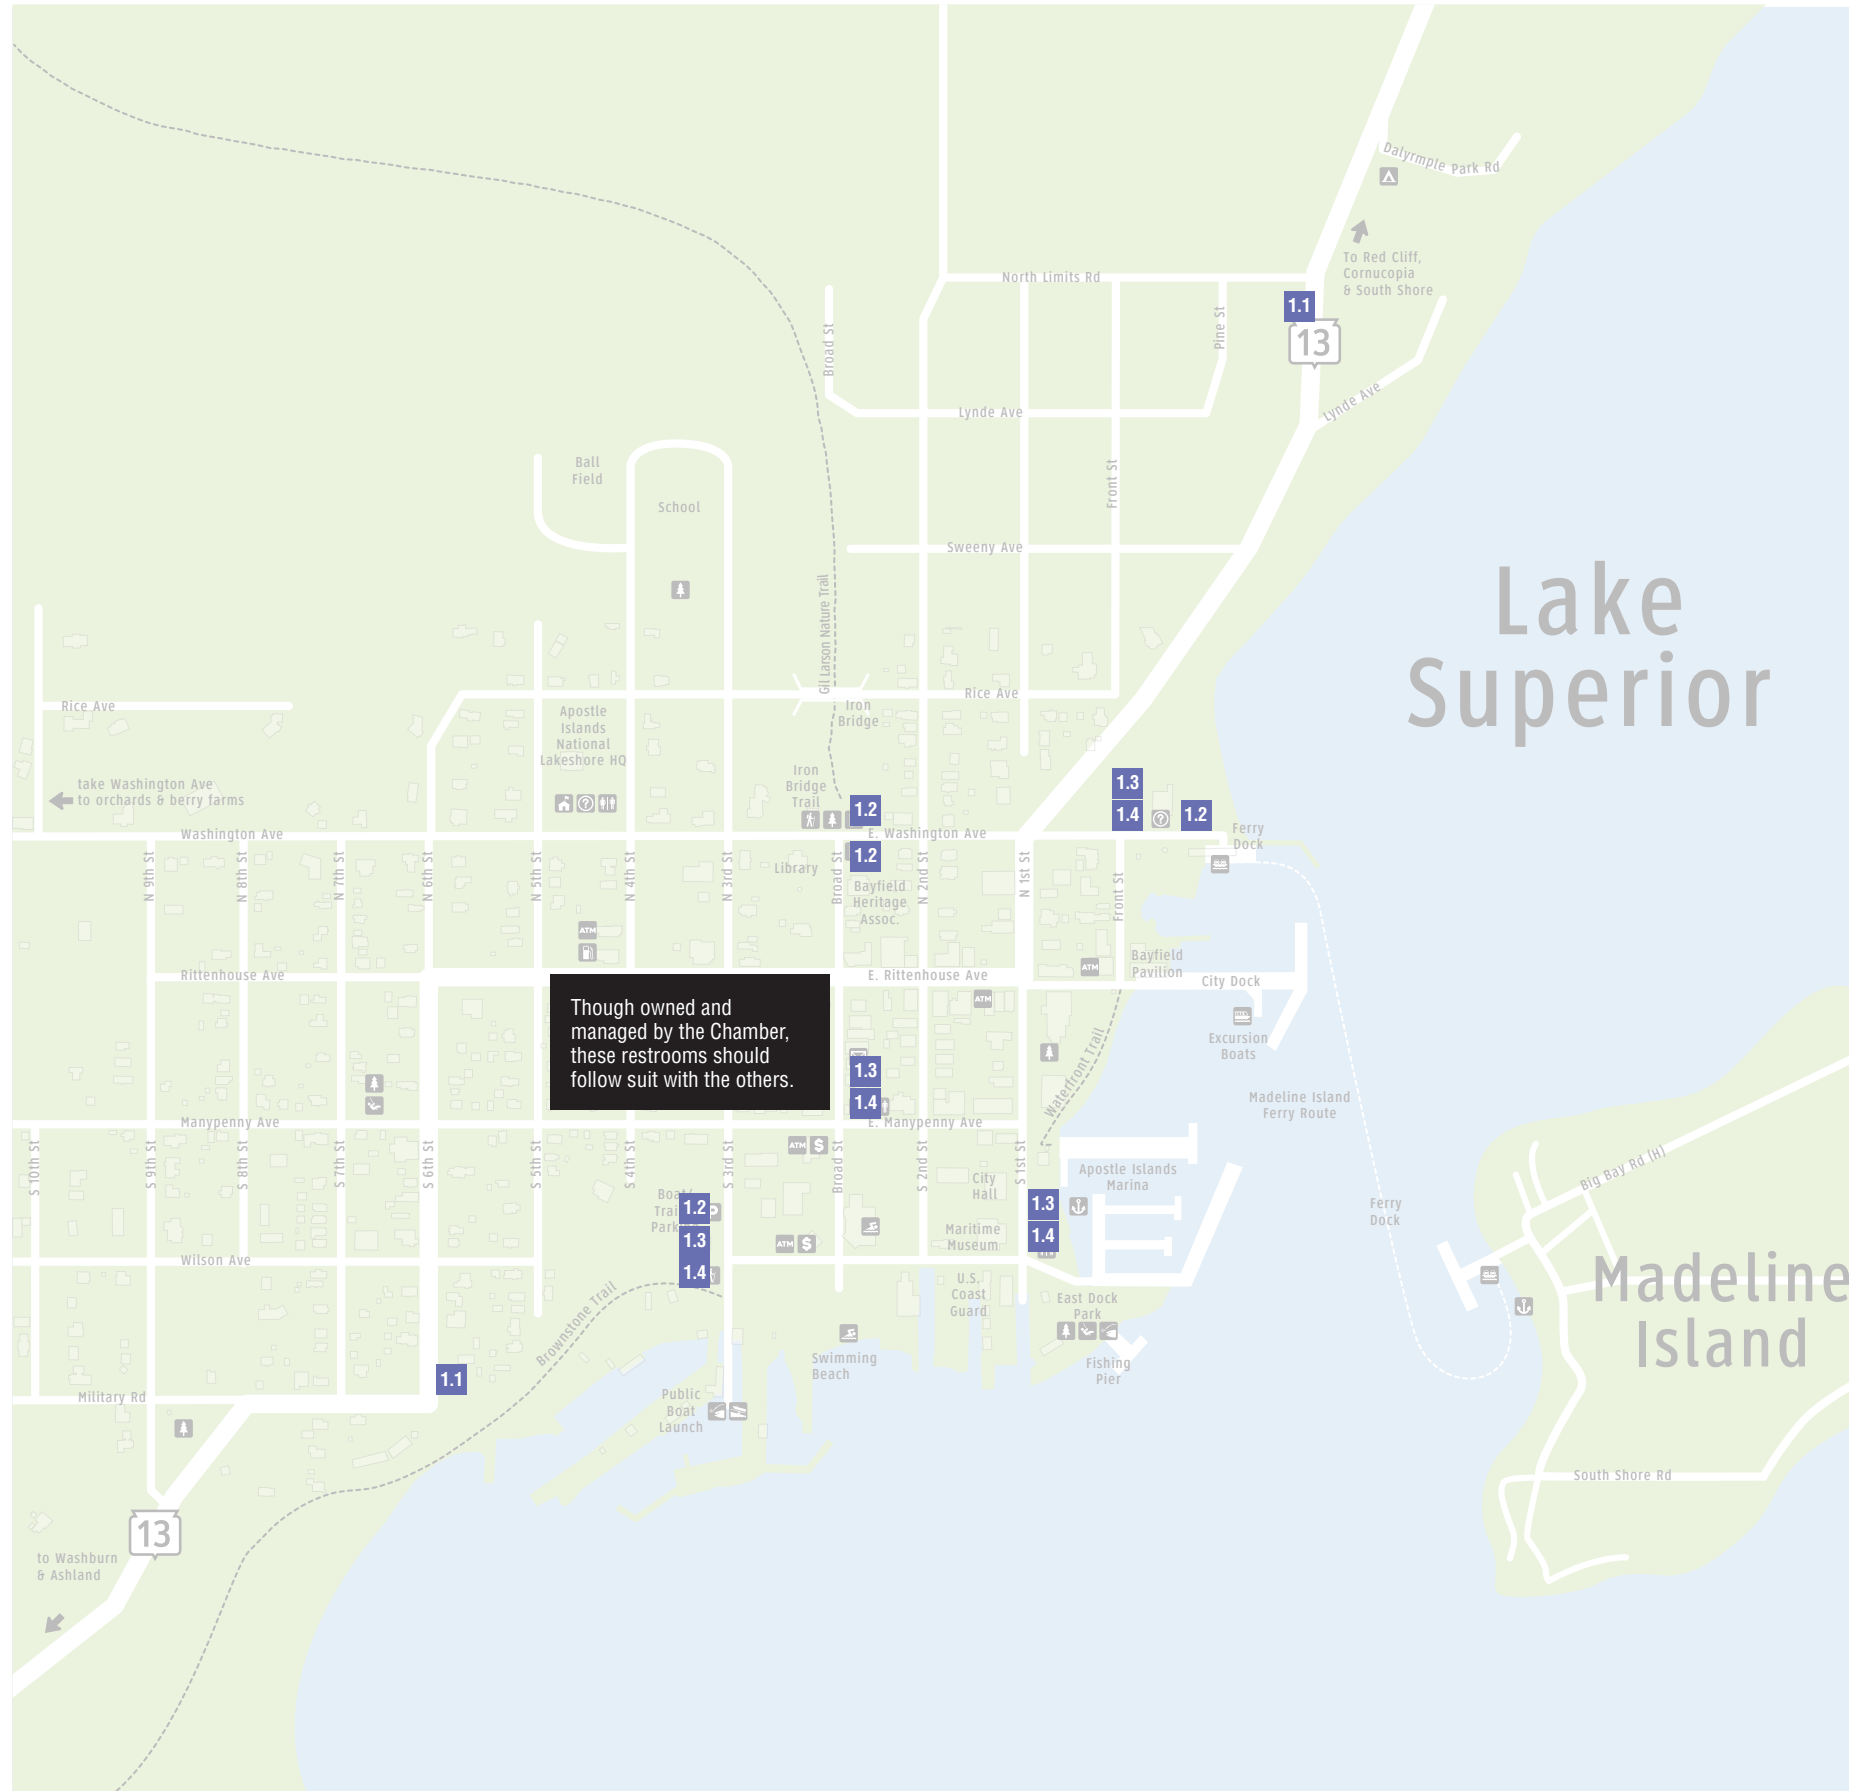 Dalyrmple Park Rd
To Red Cliff,
Cornucopia
& South Shore
North Limits Rd
1.1
13
Pine St
Broad St
Lynde Ave
Lynde Ave
Ball
Field
School
Front St
Sweeny Ave
Gil Larson Nature Trail
Lake
Superior
Rice Ave
Rice Ave
Iron
Bridge
Apostle
Islands
National
Lakeshore HQ
Iron
Bridge
Trail
take Washington Ave
to orchards & berry farms
1.2
1.3
1.4
1.2
Washington Ave
E. Washington Ave
Ferry
Dock
1.2
N 9th St
N 8th St
N 7th St
N 6th St
N 5th St
N 4th St
N 3rd St
Library
Broad St
Bayfield
Heritage
Assoc.
N 2nd St
N 1st St
Front St
ATM
Bayfield
Pavilion
ATM
Rittenhouse Ave
E. Rittenhouse Ave
City Dock
ATM
Though owned and
managed by the Chamber,
these restrooms should
follow suit with the others.
Excursion
Boats
Waterfront Trail
1.3
1.4
Madeline Island
Ferry Route
Manypenny Ave
E. Manypenny Ave
ATM $
S 10th St
S 9th St
S 8th St
S 7th St
S 6th St
S 5th St
S 4th St
S 3rd St
Broad St
S 2nd St
S 1st St
City
Hall
Apostle Islands
Marina
Big Bay Rd (H)
Boat/
1.2
1.3
1.4
1.3
1.4
Maritime
Museum
ATM $
Ferry
Dock
Wilson Ave
U.S.
Coast
Guard
East Dock
Park
Madeline
Island
Brownstone Trail
Swimming
Beach
Fishing
Pier
1.1
Military Rd
Public
Boat
Launch
South Shore Rd
13
to Washburn
& Ashland